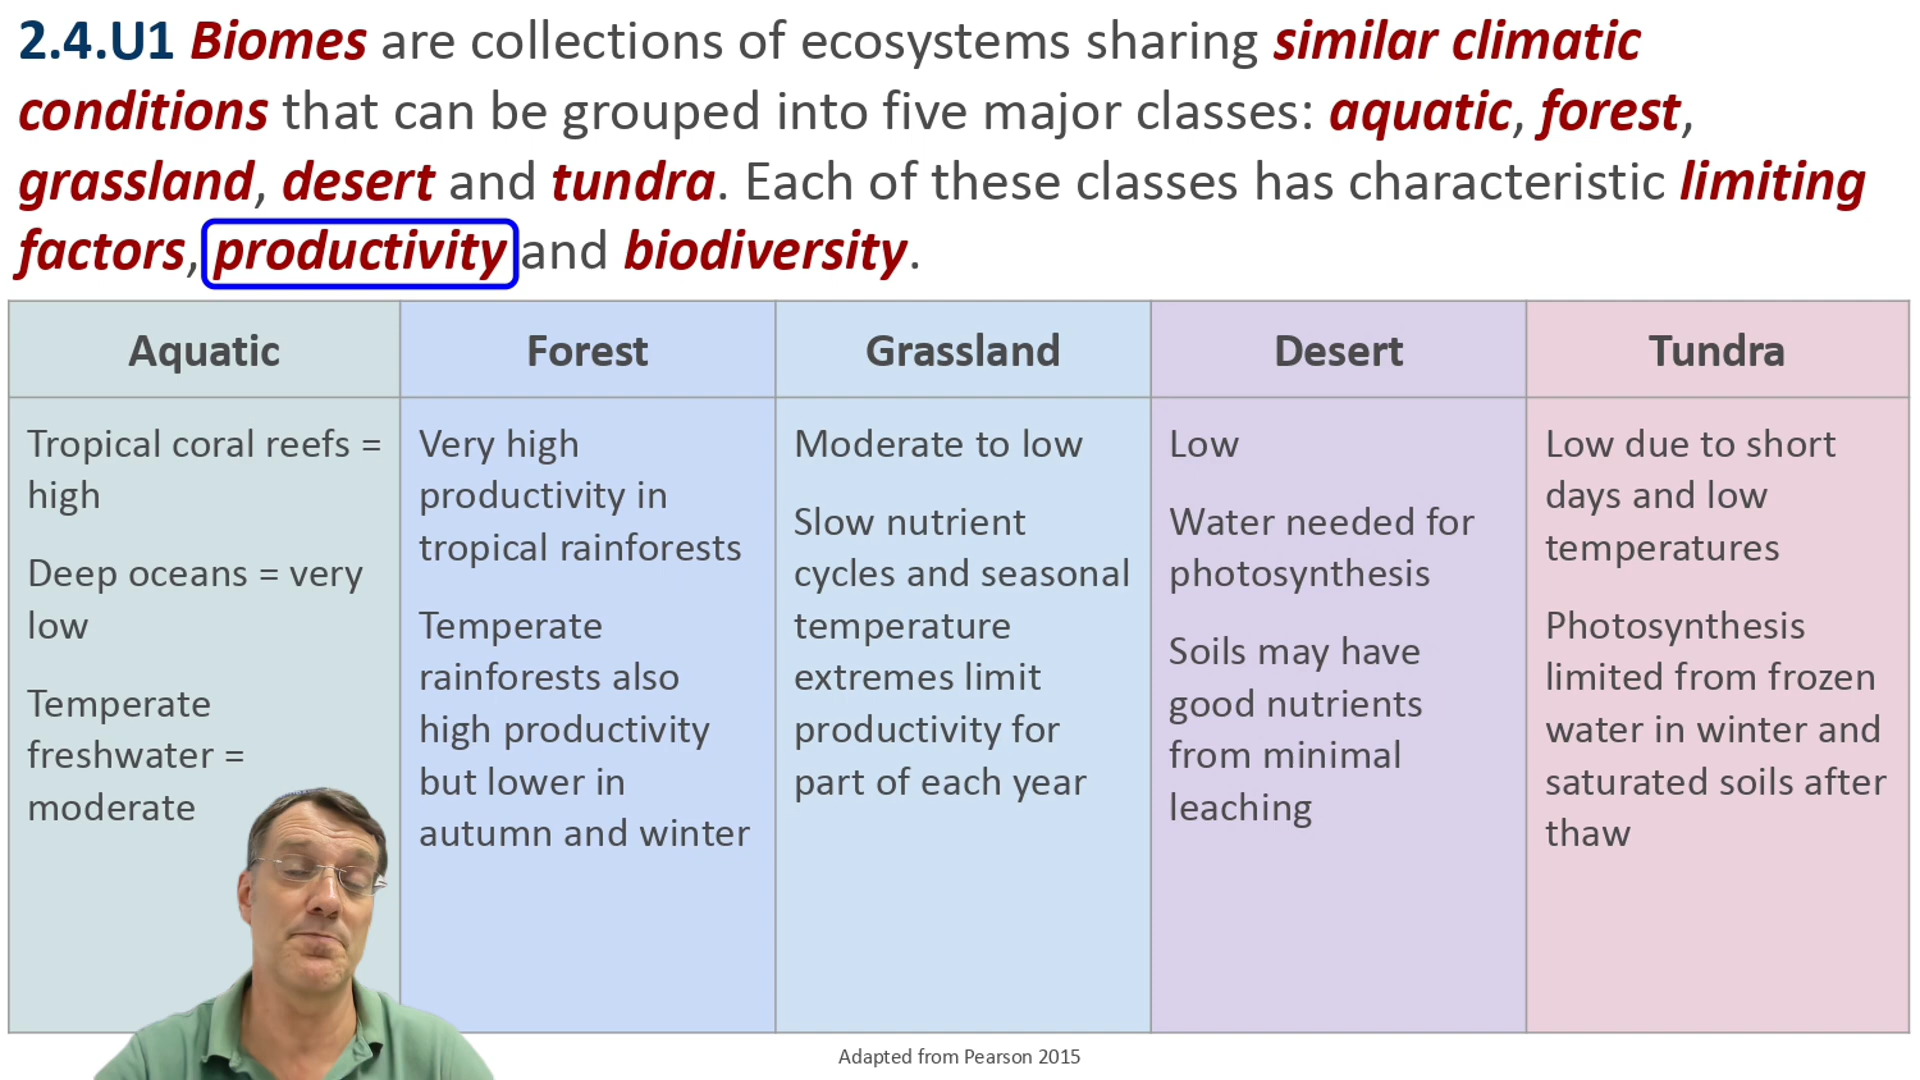 2.4.U1 Biomes are collections of ecosystems sharing similar climatic
conditions that can be grouped into five major classes: aquatic, forest,
grassland, desert and tundra. Each of these classes has characteristic limiting
factors, productivity and biodiversity.
Aquatic
Forest
Grassland
Desert
Tundra
Tropical coral reefs =
high
Deep oceans = very
low
Temperate
freshwater =
moderate
Very high
productivity in
tropical rainforests
Temperate
rainforests also
high productivity
but lower in
autumn and winter
Moderate to low
Slow nutrient
cycles and seasonal
temperature
extremes limit
productivity for
part of each year
Low
Water needed for
photosynthesis
Soils may have
good nutrients
from minimal
leaching
Low due to short
days and low
temperatures
Photosynthesis
limited from frozen
water in winter and
saturated soils after
thaw
Adapted from Pearson 2015